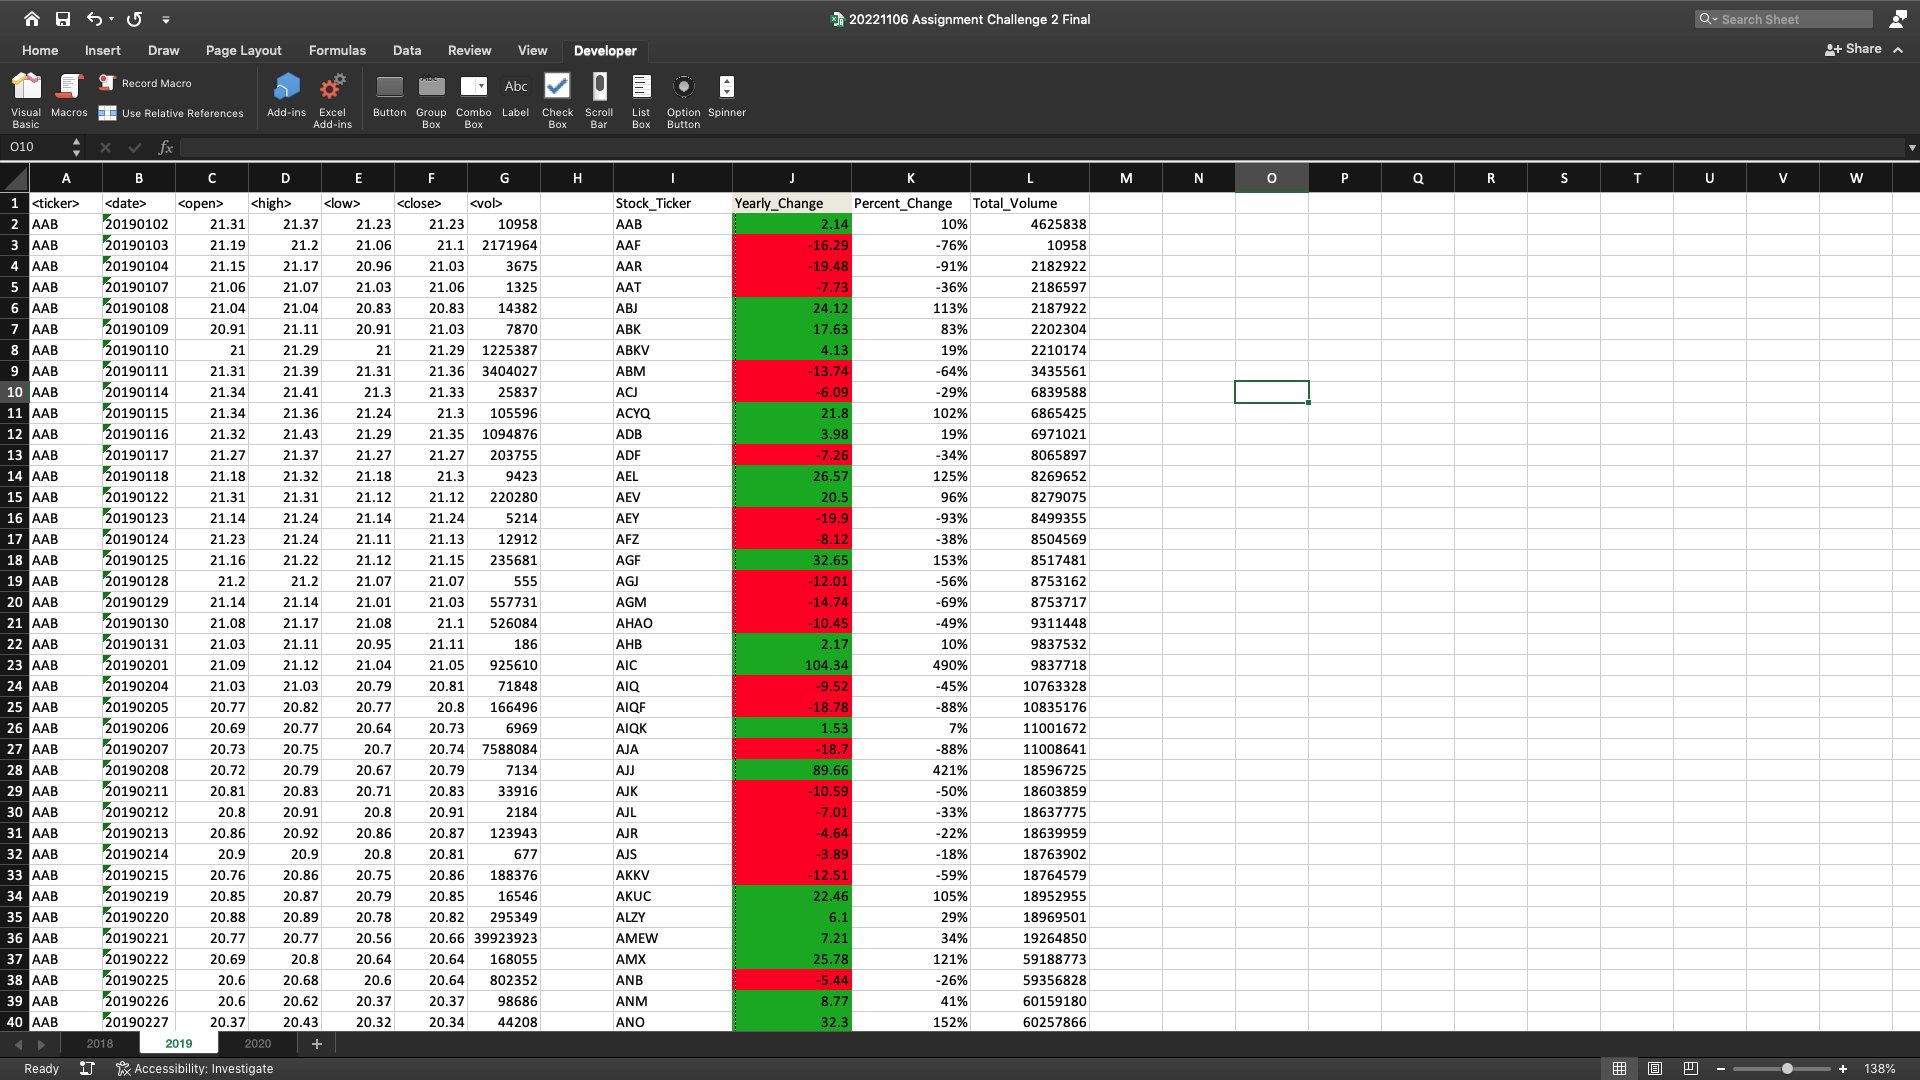 20221106 Assignment Challenge 2 Final
Search Sheet
Home Insert Draw Page Layout Formulas Data Review View Developer
Share
Visual Basic
Macros
Record Macro
Use Relative References
Add-ins
Excel Add-ins
Button
Group Box
Combo Box
Abc
Label
Check Box
Scroll Bar
List Box
Option Button
Spinner
O10
fx
A B C D E F G H I J K L M N O P Q R S T U V W
1 <ticker> <date> <open> <high> <low> <close> <vol> Stock_Ticker Yearly_Change Percent_Change Total_Volume
2 AAB 20190102 21.31 21.37 21.23 21.23 10958 AAB 2.14 10% 4625838
3 AAB 20190103 21.19 21.2 21.06 21.1 2171964 AAF -16.29 -76% 10958
4 AAB 20190104 21.15 21.17 20.96 21.03 3675 AAR -19.48 -91% 2182922
5 AAB 20190107 21.06 21.07 21.03 21.06 1325 AAT -7.73 -36% 2186597
6 AAB 20190108 21.04 21.04 20.83 20.83 14382 ABJ 24.12 113% 2187922
7 AAB 20190109 20.91 21.11 20.91 21.03 7870 ABK 17.63 83% 2202304
8 AAB 20190110 21 21.29 21 21.29 1225387 ABKV 4.13 19% 2210174
9 AAB 20190111 21.31 21.39 21.31 21.36 3404027 ABM -13.74 -64% 3435561
10 AAB 20190114 21.34 21.41 21.3 21.33 25837 ACJ -6.09 -29% 6839588
11 AAB 20190115 21.34 21.36 21.24 21.3 105596 ACYQ 21.8 102% 6865425
12 AAB 20190116 21.32 21.43 21.29 21.35 1094876 ADB 3.98 19% 6971021
13 AAB 20190117 21.27 21.37 21.27 21.27 203755 ADF -7.26 -34% 8065897
14 AAB 20190118 21.18 21.32 21.18 21.3 9423 AEL 26.57 125% 8269652
15 AAB 20190122 21.31 21.31 21.12 21.12 220280 AEV 20.5 96% 8279075
16 AAB 20190123 21.14 21.24 21.14 21.24 5214 AEY -19.9 -93% 8499355
17 AAB 20190124 21.23 21.24 21.11 21.13 12912 AFZ -8.12 -38% 8504569
18 AAB 20190125 21.16 21.22 21.12 21.15 235681 AGF 32.65 153% 8517481
19 AAB 20190128 21.2 21.2 21.07 21.07 555 AGJ -12.01 -56% 8753162
20 AAB 20190129 21.14 21.14 21.01 21.03 557731 AGM -14.74 -69% 8753717
21 AAB 20190130 21.08 21.17 21.08 21.1 526084 AHAO -10.45 -49% 9311448
22 AAB 20190131 21.03 21.11 20.95 21.11 186 AHB 2.17 10% 9837532
23 AAB 20190201 21.09 21.12 21.04 21.05 925610 AIC 104.34 490% 9837718
24 AAB 20190204 21.03 21.03 20.79 20.81 71848 AIQ -9.52 -45% 10763328
25 AAB 20190205 20.77 20.82 20.77 20.8 166496 AIQF -18.78 -88% 10835176
26 AAB 20190206 20.69 20.77 20.64 20.73 6969 AIQK 1.53 7% 11001672
27 AAB 20190207 20.73 20.75 20.7 20.74 7588084 AJA -18.7 -88% 11008641
28 AAB 20190208 20.72 20.79 20.67 20.79 7134 AJJ 89.66 421% 18596725
29 AAB 20190211 20.81 20.83 20.71 20.83 33916 AJK -10.59 -50% 18603859
30 AAB 20190212 20.8 20.91 20.8 20.91 2184 AJL -7.01 -33% 18637775
31 AAB 20190213 20.86 20.92 20.86 20.87 123943 AJR -4.64 -22% 18639959
32 AAB 20190214 20.9 20.9 20.8 20.81 677 AJS -3.89 -18% 18763902
33 AAB 20190215 20.76 20.86 20.75 20.86 188376 AKKV -12.51 -59% 18764579
34 AAB 20190219 20.85 20.87 20.79 20.85 16546 AKUC 22.46 105% 18952955
35 AAB 20190220 20.88 20.89 20.78 20.82 295349 ALZY 6.1 29% 18969501
36 AAB 20190221 20.77 20.77 20.56 20.66 39923923 AMEW 7.21 34% 19264850
37 AAB 20190222 20.69 20.8 20.64 20.64 168055 AMX 25.78 121% 59188773
38 AAB 20190225 20.6 20.68 20.6 20.64 802352 ANB -5.44 -26% 59356828
39 AAB 20190226 20.6 20.62 20.37 20.37 98686 ANM 8.77 41% 60159180
40 AAB 20190227 20.37 20.43 20.32 20.34 44208 ANO 32.3 152% 60257866
2018 2019 2020 +
Ready
Accessibility: Investigate
138%